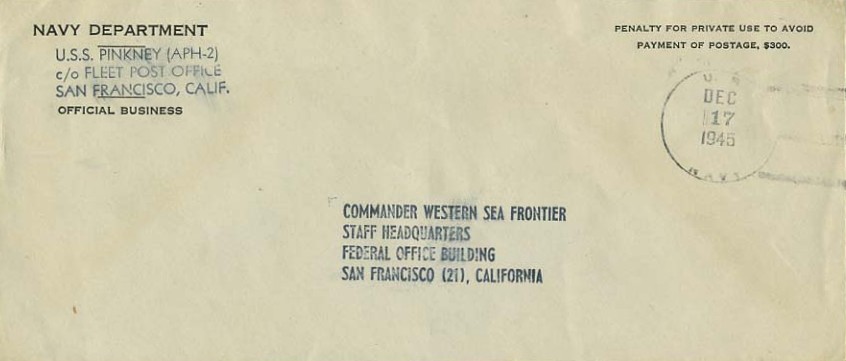 NAVY DEPARTMENT
U.S.S. PINKNEY (APH-2)
c/o FLEET POST OFFICE
SAN FRANCISCO, CALIF.
OFFICIAL BUSINESS
PENALTY FOR PRIVATE USE TO AVOID
PAYMENT OF POSTAGE, $300.
U.S.
DEC
17
1945
NAVY
COMMANDER WESTERN SEA FRONTIER
STAFF HEADQUARTERS
FEDERAL OFFICE BUILDING
SAN FRANCISCO (21), CALIFORNIA